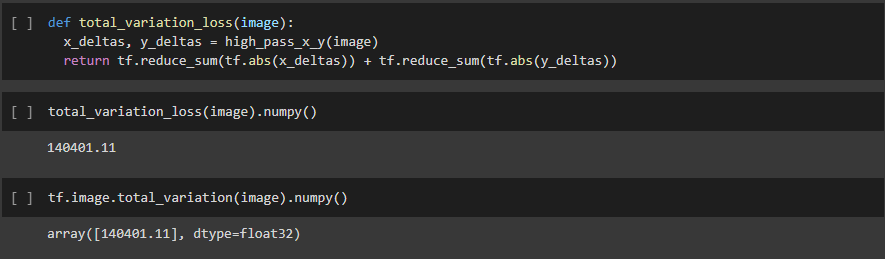 [ ] def total_variation_loss(image):
x_deltas, y_deltas = high_pass_x_y(image)
return tf.reduce_sum(tf.abs(x_deltas)) + tf.reduce_sum(tf.abs(y_deltas))
[ ] total_variation_loss(image).numpy()
140401.11
[ ] tf.image.total_variation(image).numpy()
array([140401.11], dtype=float32)